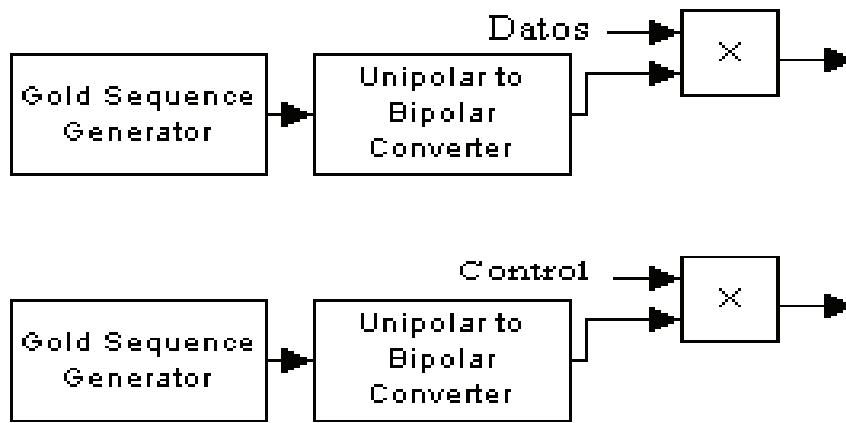 Datos
×
Gold Sequence
Generator
Unipolar to
Bipolar
Converter
Control
×
Gold Sequence
Generator
Unipolar to
Bipolar
Converter